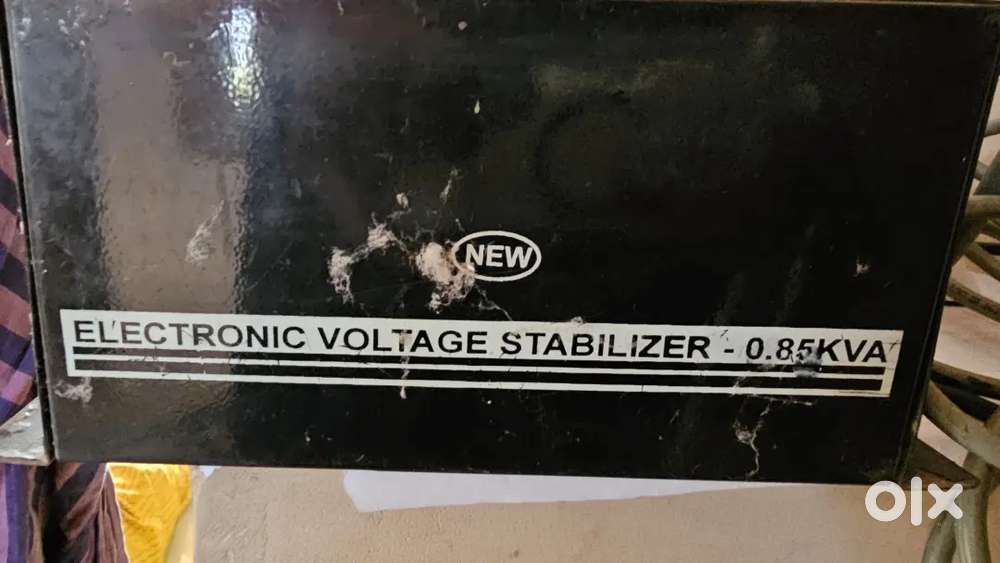 NEW
ELECTRONIC VOLTAGE STABILIZER - 0.85KVA
olx